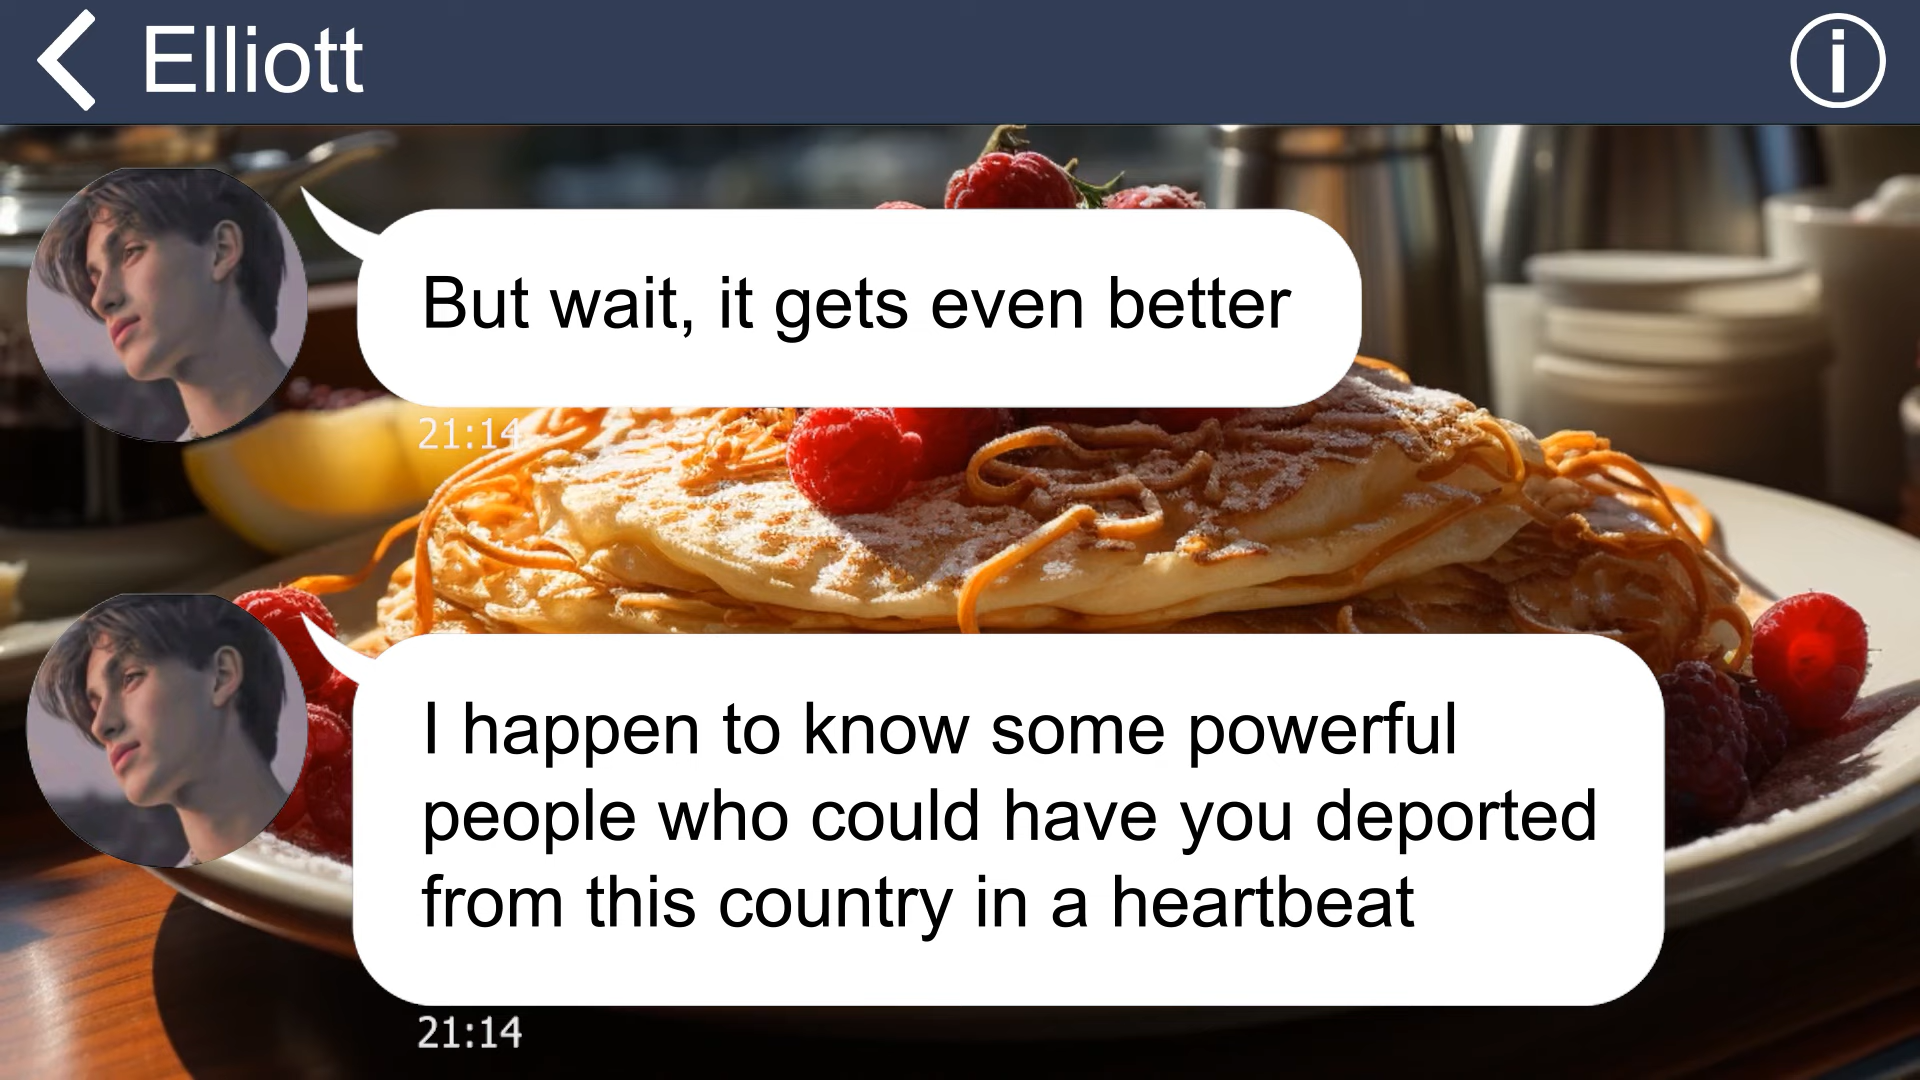 Elliott
But wait, it gets even better
21:14
I happen to know some powerful
people who could have you deported
from this country in a heartbeat
21:14